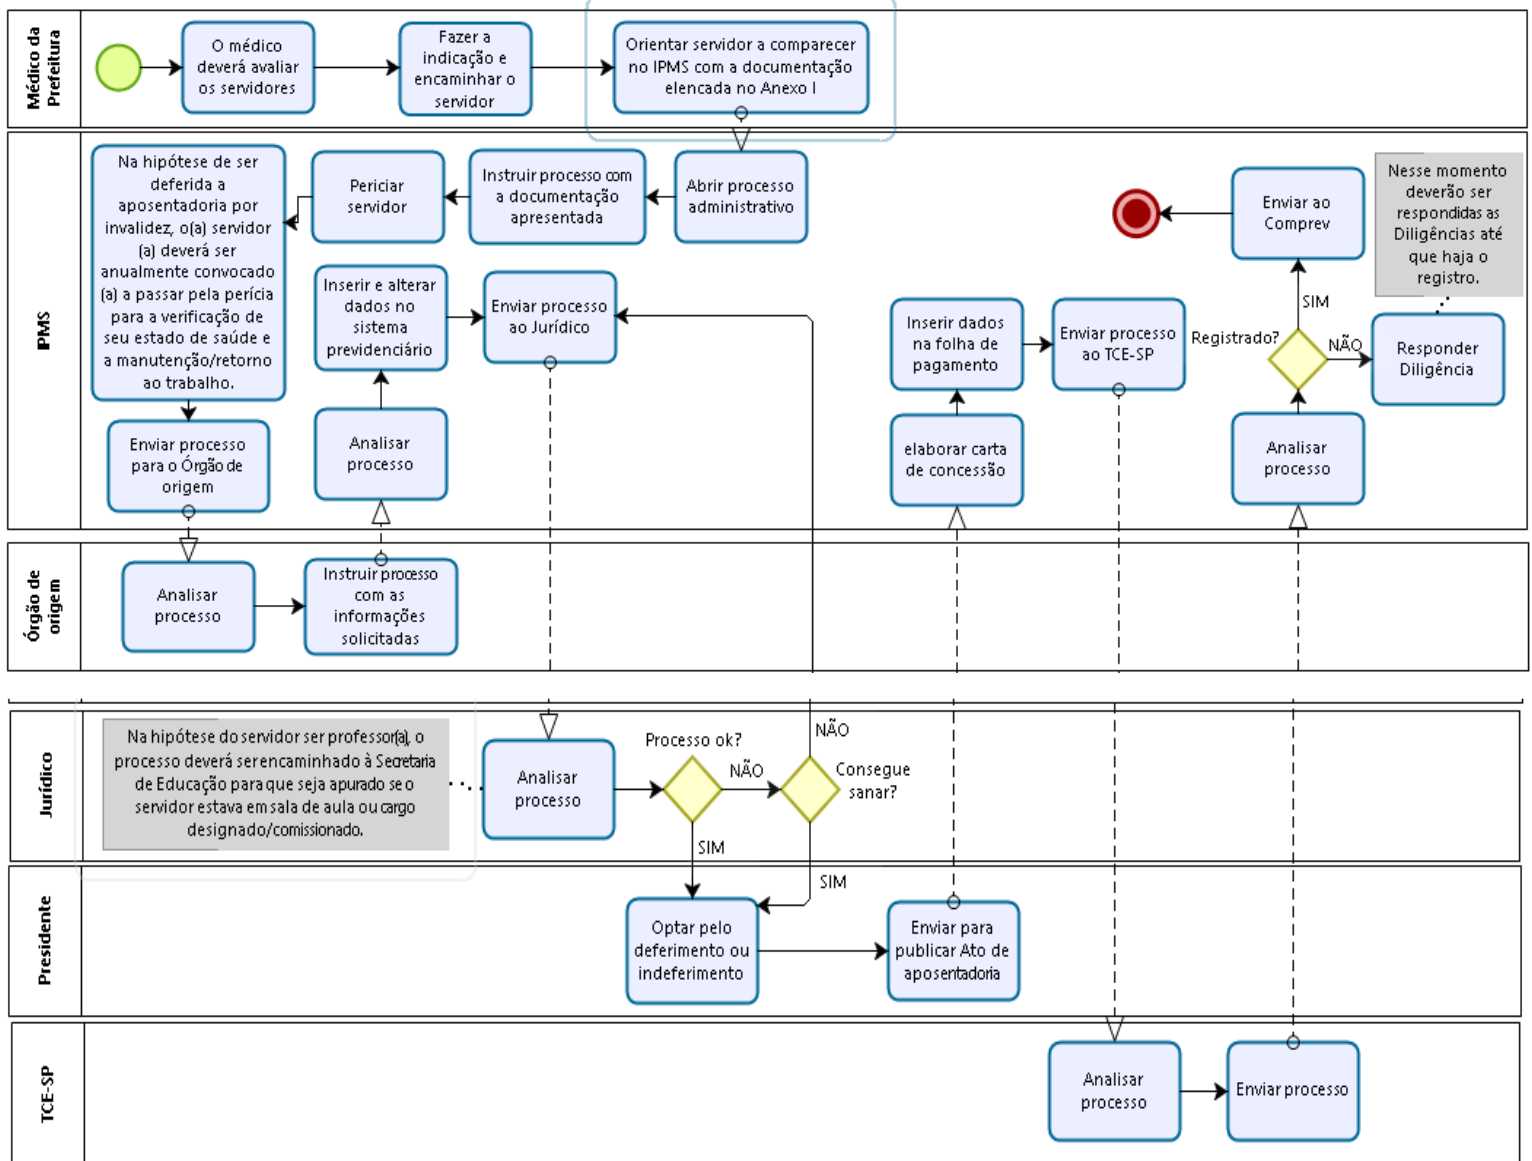 Médico da
Prefeitura
O médico
deverá avaliar
os servidores
Fazer a
indicação e
encaminhar o
servidor
Orientar servidor a comparecer
no IPMS com a documentação
elencada no Anexo I
IPMS
Na hipótese de ser
deferida a
aposentadoria por
invalidez, o(a) servidor
(a) deverá ser
anualmente convocado
(a) a passar pela perícia
para a verificação de
seu estado de saúde e
a manutenção/retorno
ao trabalho.
Periciar
servidor
Instruir processo com
a documentação
apresentada
Abrir processo
administrativo
Enviar ao
Comprev
Nesse momento
deverão ser
respondidas as
Diligências até
que haja o
registro.
Inserir e alterar
dados no
sistema
previdenciário
Enviar processo
ao Jurídico
Inserir dados
na folha de
pagamento
Enviar processo
ao TCE-SP
Registrado?
SIM
NÃO
Responder
Diligência
Enviar processo
para o Órgão de
origem
Analisar
processo
elaborar carta
de concessão
Analisar
processo
Órgão de
origem
Analisar
processo
Instruir processo
com as
informações
solicitadas
Jurídico
Na hipótese do servidor ser professor(a), o
processo deverá ser encaminhado à Secretaria
de Educação para que seja apurado se o
servidor estava em sala de aula ou cargo
designado/comissionado.
Analisar
processo
Processo ok?
NÃO
SIM
NÃO
Consegue
sanar?
SIM
Presidente
Optar pelo
deferimento ou
indeferimento
Enviar para
publicar Ato de
aposentadoria
TCE-SP
Analisar
processo
Enviar processo